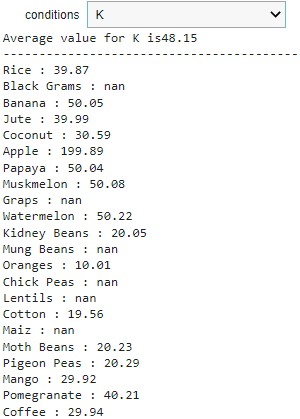 conditions K
Average value for K is48.15
------------------------------------------
Rice : 39.87
Black Grams : nan
Banana : 50.05
Jute : 39.99
Coconut : 30.59
Apple : 199.89
Papaya : 50.04
Muskmelon : 50.08
Graps : nan
Watermelon : 50.22
Kidney Beans : 20.05
Mung Beans : nan
Oranges : 10.01
Chick Peas : nan
Lentils : nan
Cotton : 19.56
Maiz : nan
Moth Beans : 20.23
Pigeon Peas : 20.29
Mango : 29.92
Pomegranate : 40.21
Coffee : 29.94